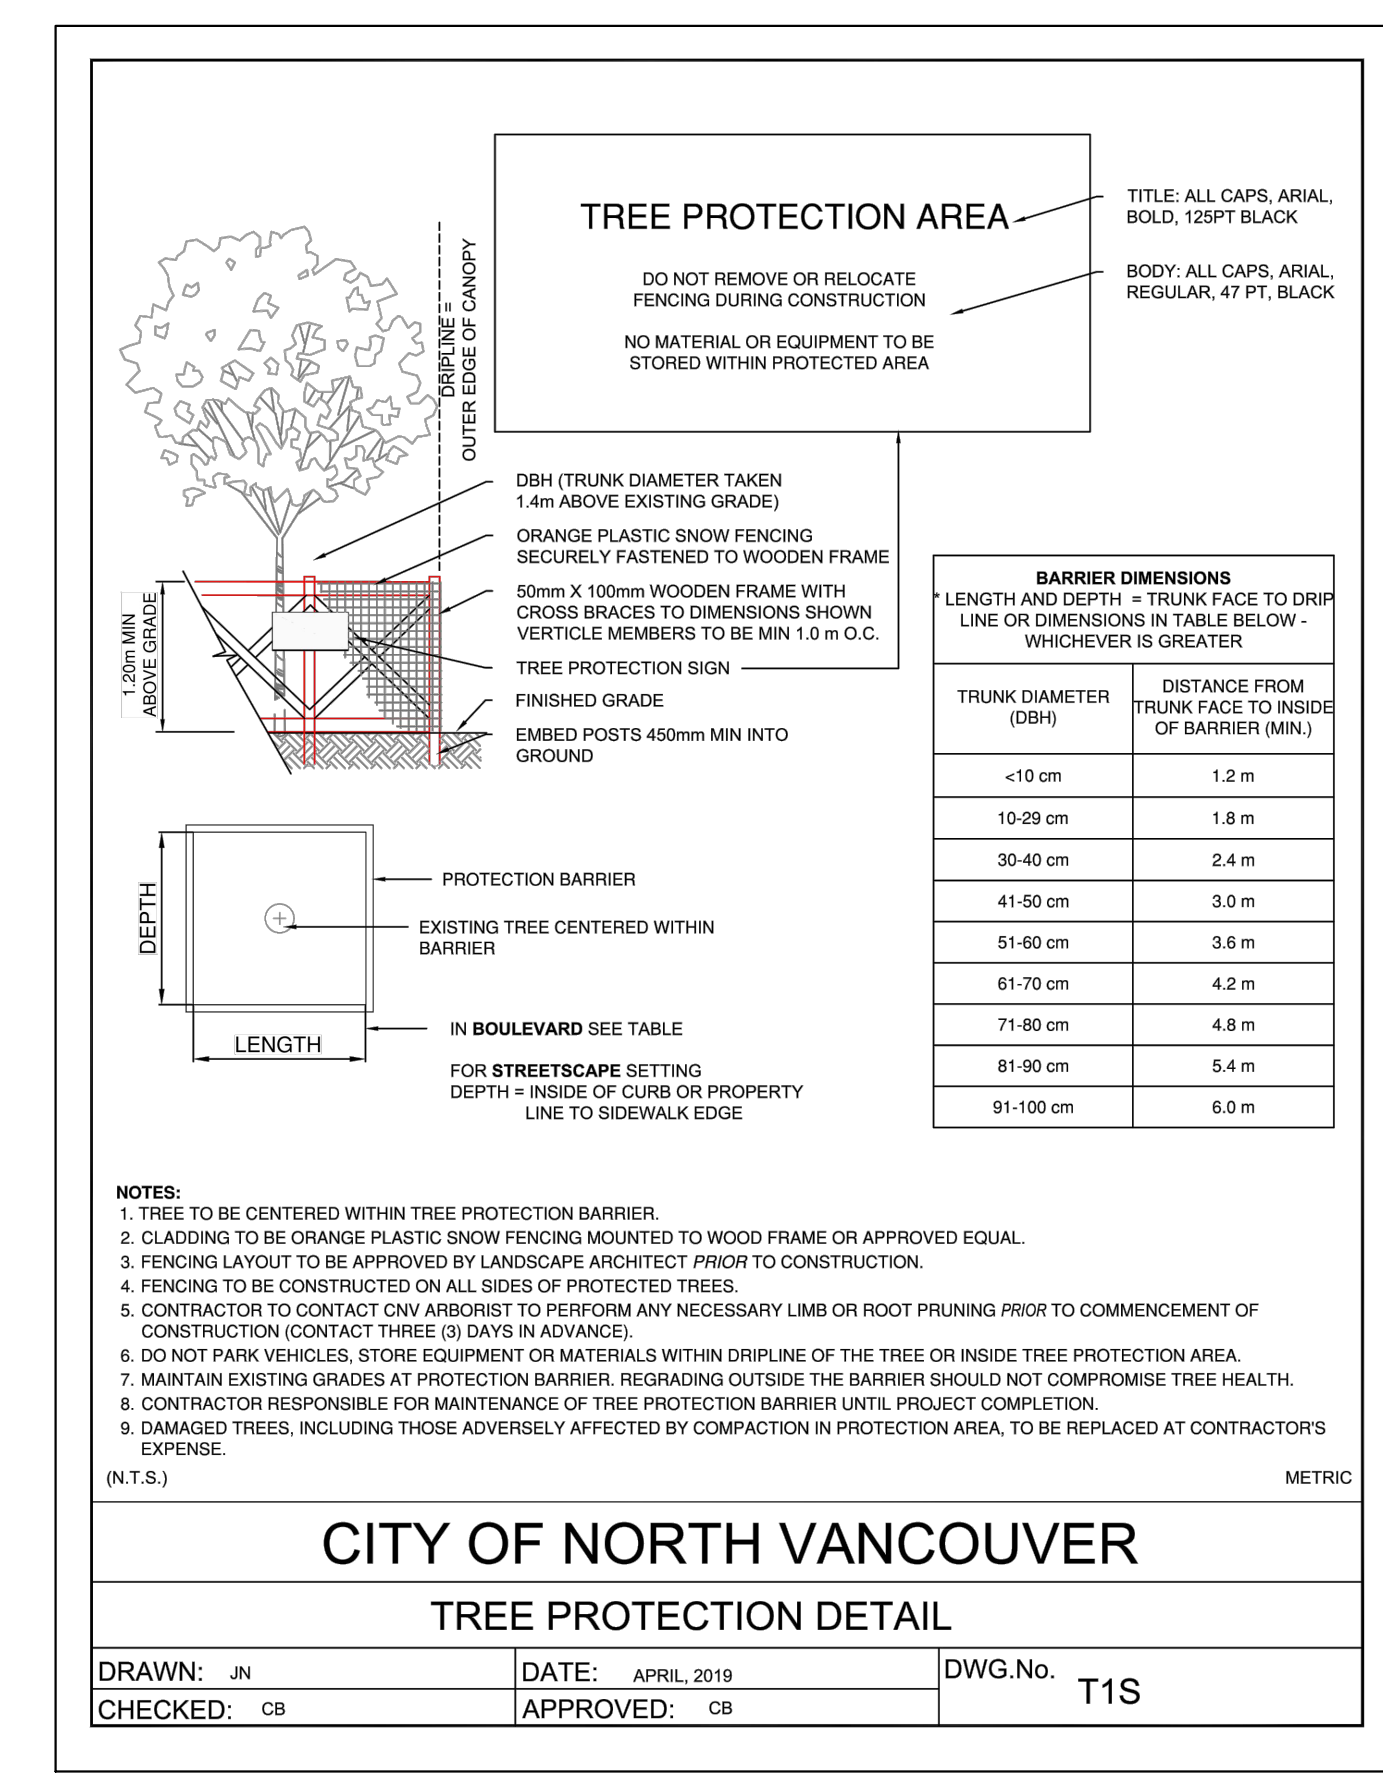 TREE PROTECTION AREA
DO NOT REMOVE OR RELOCATE
FENCING DURING CONSTRUCTION
NO MATERIAL OR EQUIPMENT TO BE
STORED WITHIN PROTECTED AREA
TITLE: ALL CAPS, ARIAL,
BOLD, 125PT BLACK
BODY: ALL CAPS, ARIAL,
REGULAR, 47 PT, BLACK
DRIPLINE =
OUTER EDGE OF CANOPY
DBH (TRUNK DIAMETER TAKEN
1.4m ABOVE EXISTING GRADE)
ORANGE PLASTIC SNOW FENCING
SECURELY FASTENED TO WOODEN FRAME
50mm X 100mm WOODEN FRAME WITH
CROSS BRACES TO DIMENSIONS SHOWN
VERTICLE MEMBERS TO BE MIN 1.0 m O.C.
TREE PROTECTION SIGN
FINISHED GRADE
EMBED POSTS 450mm MIN INTO
GROUND
1.20m MIN
ABOVE GRADE
BARRIER DIMENSIONS
* LENGTH AND DEPTH = TRUNK FACE TO DRIP
LINE OR DIMENSIONS IN TABLE BELOW -
WHICHEVER IS GREATER
TRUNK DIAMETER
(DBH)
DISTANCE FROM
TRUNK FACE TO INSIDE
OF BARRIER (MIN.)
<10 cm 1.2 m
10-29 cm 1.8 m
30-40 cm 2.4 m
41-50 cm 3.0 m
51-60 cm 3.6 m
61-70 cm 4.2 m
71-80 cm 4.8 m
81-90 cm 5.4 m
91-100 cm 6.0 m
DEPTH
LENGTH
PROTECTION BARRIER
EXISTING TREE CENTERED WITHIN
BARRIER
IN BOULEVARD SEE TABLE
FOR STREETSCAPE SETTING
DEPTH = INSIDE OF CURB OR PROPERTY
LINE TO SIDEWALK EDGE
NOTES:
1. TREE TO BE CENTERED WITHIN TREE PROTECTION BARRIER.
2. CLADDING TO BE ORANGE PLASTIC SNOW FENCING MOUNTED TO WOOD FRAME OR APPROVED EQUAL.
3. FENCING LAYOUT TO BE APPROVED BY LANDSCAPE ARCHITECT PRIOR TO CONSTRUCTION.
4. FENCING TO BE CONSTRUCTED ON ALL SIDES OF PROTECTED TREES.
5. CONTRACTOR TO CONTACT CNV ARBORIST TO PERFORM ANY NECESSARY LIMB OR ROOT PRUNING PRIOR TO COMMENCEMENT OF
CONSTRUCTION (CONTACT THREE (3) DAYS IN ADVANCE).
6. DO NOT PARK VEHICLES, STORE EQUIPMENT OR MATERIALS WITHIN DRIPLINE OF THE TREE OR INSIDE TREE PROTECTION AREA.
7. MAINTAIN EXISTING GRADES AT PROTECTION BARRIER. REGRADING OUTSIDE THE BARRIER SHOULD NOT COMPROMISE TREE HEALTH.
8. CONTRACTOR RESPONSIBLE FOR MAINTENANCE OF TREE PROTECTION BARRIER UNTIL PROJECT COMPLETION.
9. DAMAGED TREES, INCLUDING THOSE ADVERSELY AFFECTED BY COMPACTION IN PROTECTION AREA, TO BE REPLACED AT CONTRACTOR'S
EXPENSE.
(N.T.S.) METRIC
CITY OF NORTH VANCOUVER
TREE PROTECTION DETAIL
DRAWN: JN
DATE: APRIL, 2019
DWG.No. T1S
CHECKED: CB
APPROVED: CB